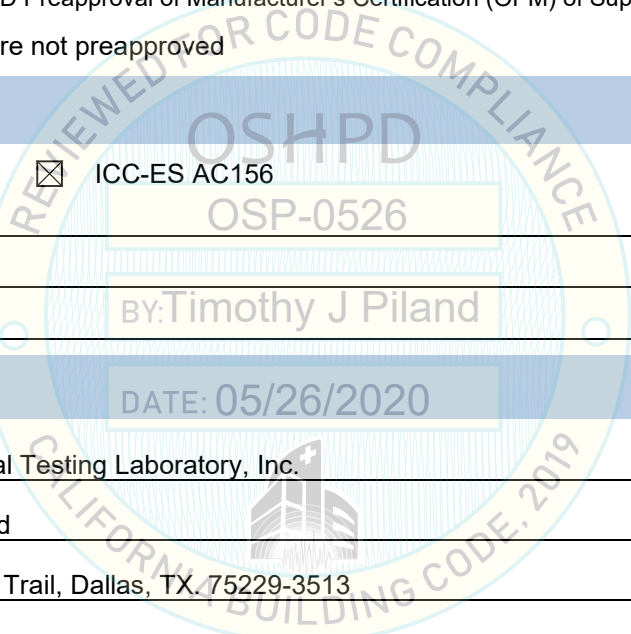 D Preapproval of Manufacturer's Certification (OPM) of Sup
re not preapproved
REVIEWED FOR CODE COMPLIANCE
OSHPD
ICC-ES AC156
OSP-0526
BY: Timothy J Piland
DATE: 05/26/2020
al Testing Laboratory, Inc.
d
Trail, Dallas, TX. 75229-3513
CALIFORNIA BUILDING CODE, 2019